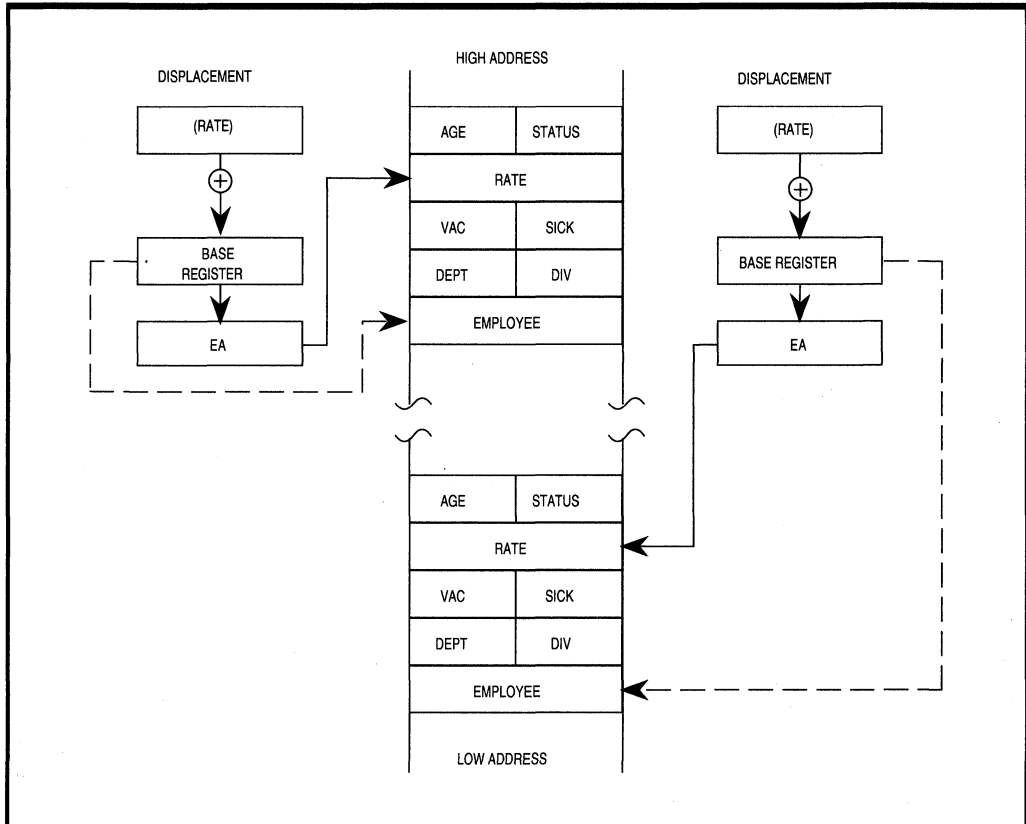 HIGH ADDRESS
DISPLACEMENT
(RATE)
+
BASE
REGISTER
EA
AGE STATUS
RATE
VAC SICK
DEPT DIV
EMPLOYEE
DISPLACEMENT
(RATE)
+
BASE REGISTER
EA
AGE STATUS
RATE
VAC SICK
DEPT DIV
EMPLOYEE
LOW ADDRESS